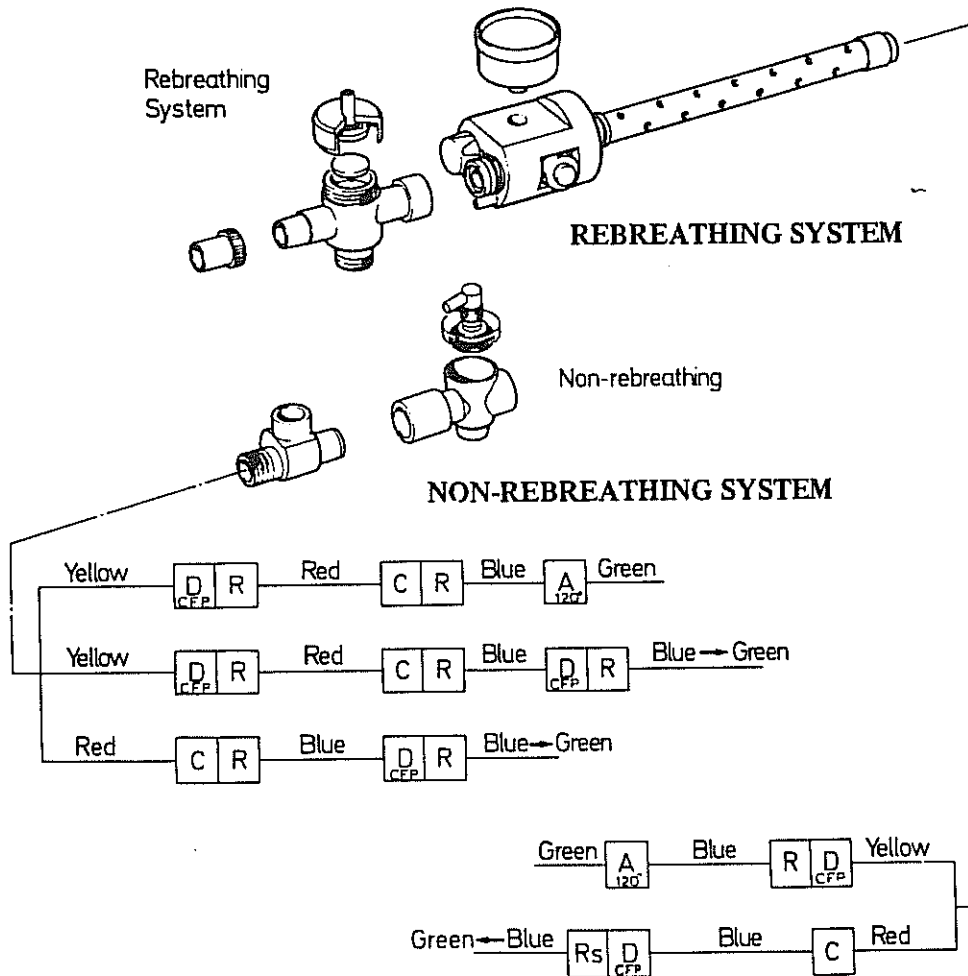 Rebreathing
System
REBREATHING SYSTEM
Non-rebreathing
NON-REBREATHING SYSTEM
Yellow D CFP R Red C R Blue A 120° Green
Yellow D CFP R Red C R Blue D CFP R Blue→Green
Red C R Blue D CFP R Blue→Green
Green A 120° Blue R D CFP Yellow
Green←Blue Rs D CFP Blue C Red